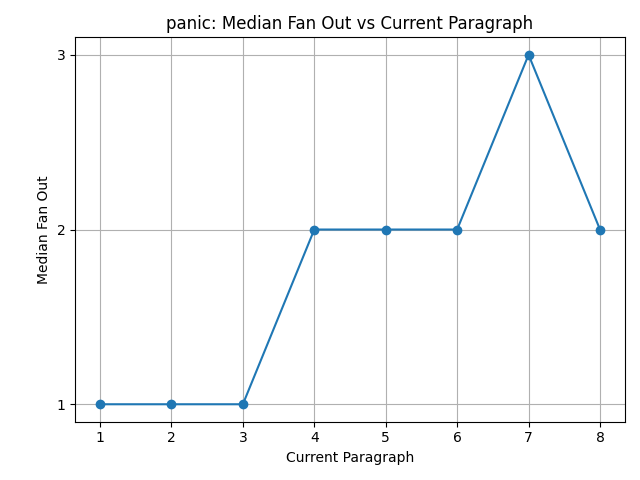 panic: Median Fan Out vs Current Paragraph
3
2
1
Median Fan Out
1 2 3 4 5 6 7 8
Current Paragraph